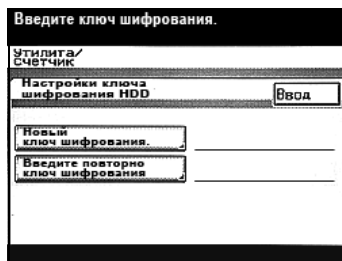 Введите ключ шифрования.
Утилита/
Счетчик
Настройки ключа
шифрования HDD
Ввод
Новый
ключ шифрования.
Введите повторно
ключ шифрования